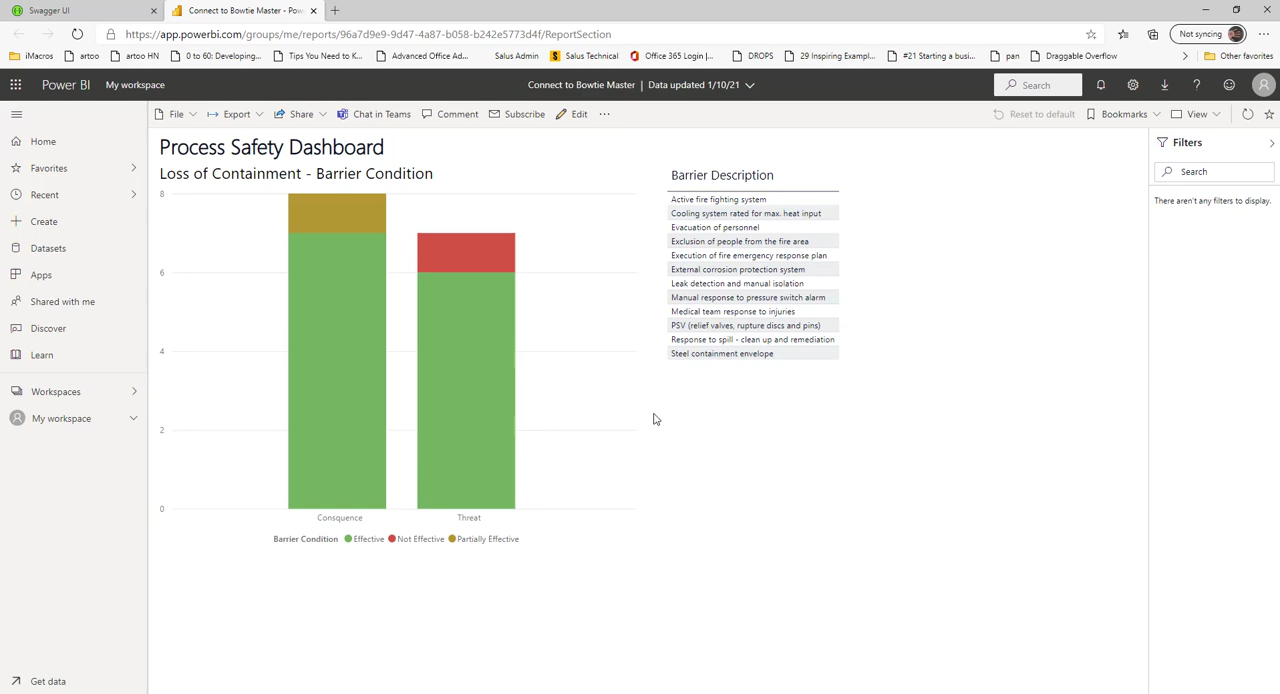 Swagger UI
Connect to Bowtie Master - Pow
https://app.powerbi.com/groups/me/reports/96a7d9e9-9d47-4a87-b058-b242e5773d4f/ReportSection
Not syncing
iMacros artoo artoo HN 0 to 60: Developing... Tips You Need to K... Advanced Office Ad... Salus Admin Salus Technical Office 365 Login |... DROPS 29 Inspiring Exampl... #21 Starting a busi... pan Draggable Overflow Other favorites
Power BI My workspace Connect to Bowtie Master | Data updated 1/10/21 Search
File Export Share Chat in Teams Comment Subscribe Edit ... Reset to default Bookmarks View
Home
Favorites
Recent
Create
Datasets
Apps
Shared with me
Discover
Learn
Workspaces
My workspace
Get data
Process Safety Dashboard
Loss of Containment - Barrier Condition
8
6
4
2
0
Consquence Threat
Barrier Condition Effective Not Effective Partially Effective
Barrier Description
Active fire fighting system
Cooling system rated for max. heat input
Evacuation of personnel
Exclusion of people from the fire area
Execution of fire emergency response plan
External corrosion protection system
Leak detection and manual isolation
Manual response to pressure switch alarm
Medical team response to injuries
PSV (relief valves, rupture discs and pins)
Response to spill - clean up and remediation
Steel containment envelope
Filters
Search
There aren't any filters to display.